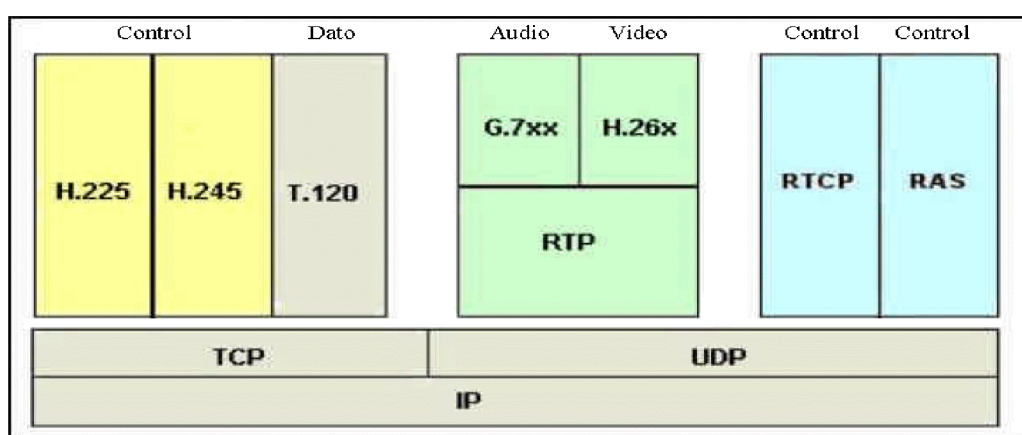 Control Dato Audio Video Control Control
G.7xx H.26x
H.225 H.245 T.120 RTCP RAS
RTP
TCP UDP
IP